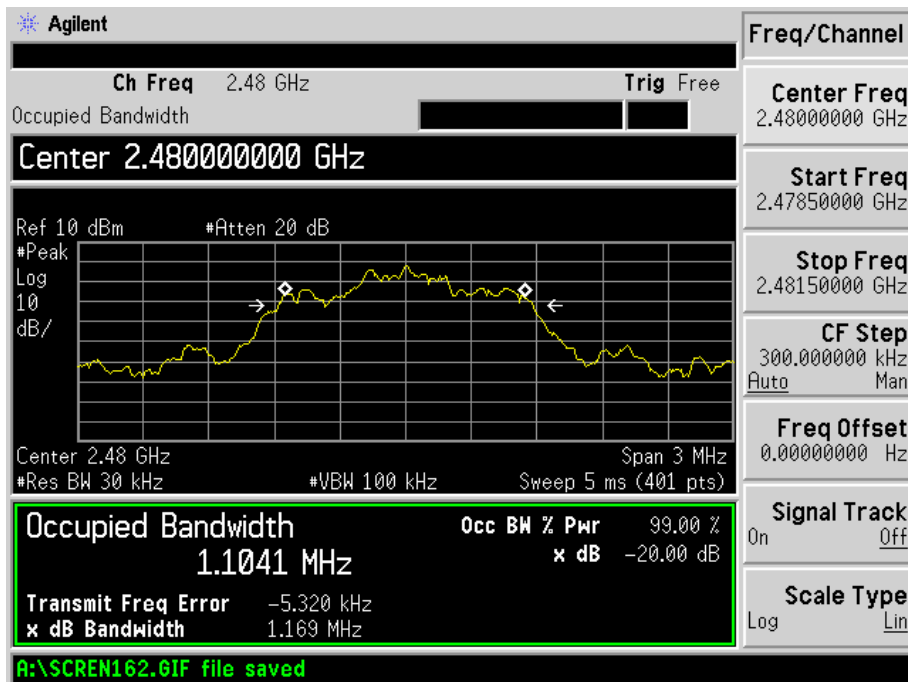 Agilent
Freq/Channel
Ch Freq 2.48 GHz Trig Free
Occupied Bandwidth
Center 2.480000000 GHz
Ref 10 dBm #Atten 20 dB
#Peak
Log
10
dB/
Center 2.48 GHz Span 3 MHz
#Res BW 30 kHz #VBW 100 kHz Sweep 5 ms (401 pts)
Occupied Bandwidth
1.1041 MHz
Occ BW % Pwr 99.00 %
x dB -20.00 dB
Transmit Freq Error -5.320 kHz
x dB Bandwidth 1.169 MHz
A:\SCREN162.GIF file saved
Center Freq
2.48000000 GHz
Start Freq
2.47850000 GHz
Stop Freq
2.48150000 GHz
CF Step
300.000000 kHz
Auto Man
Freq Offset
0.00000000 Hz
Signal Track
On Off
Scale Type
Log Lin